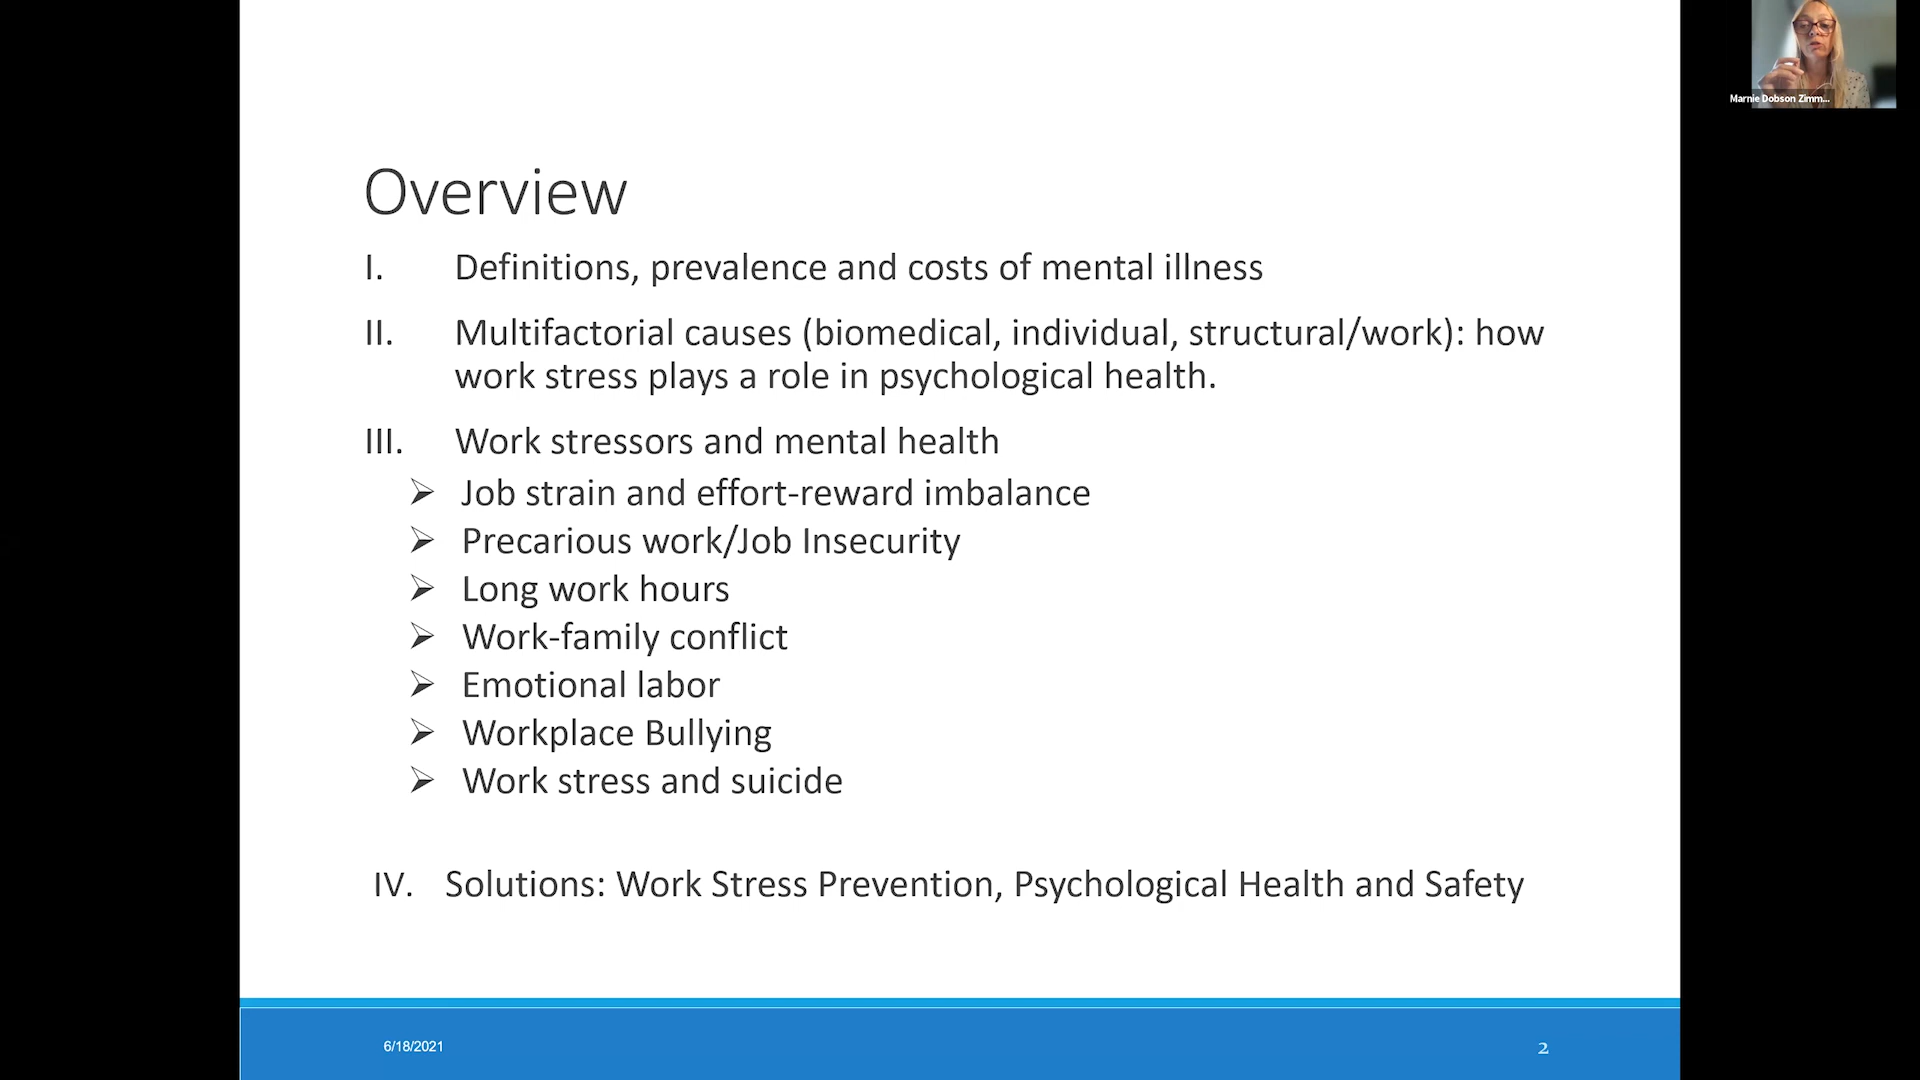 Marnie Dobson Zimm...
Overview
I. Definitions, prevalence and costs of mental illness
II. Multifactorial causes (biomedical, individual, structural/work): how
work stress plays a role in psychological health.
III. Work stressors and mental health
➢ Job strain and effort-reward imbalance
➢ Precarious work/Job Insecurity
➢ Long work hours
➢ Work-family conflict
➢ Emotional labor
➢ Workplace Bullying
➢ Work stress and suicide
IV. Solutions: Work Stress Prevention, Psychological Health and Safety
6/18/2021
2